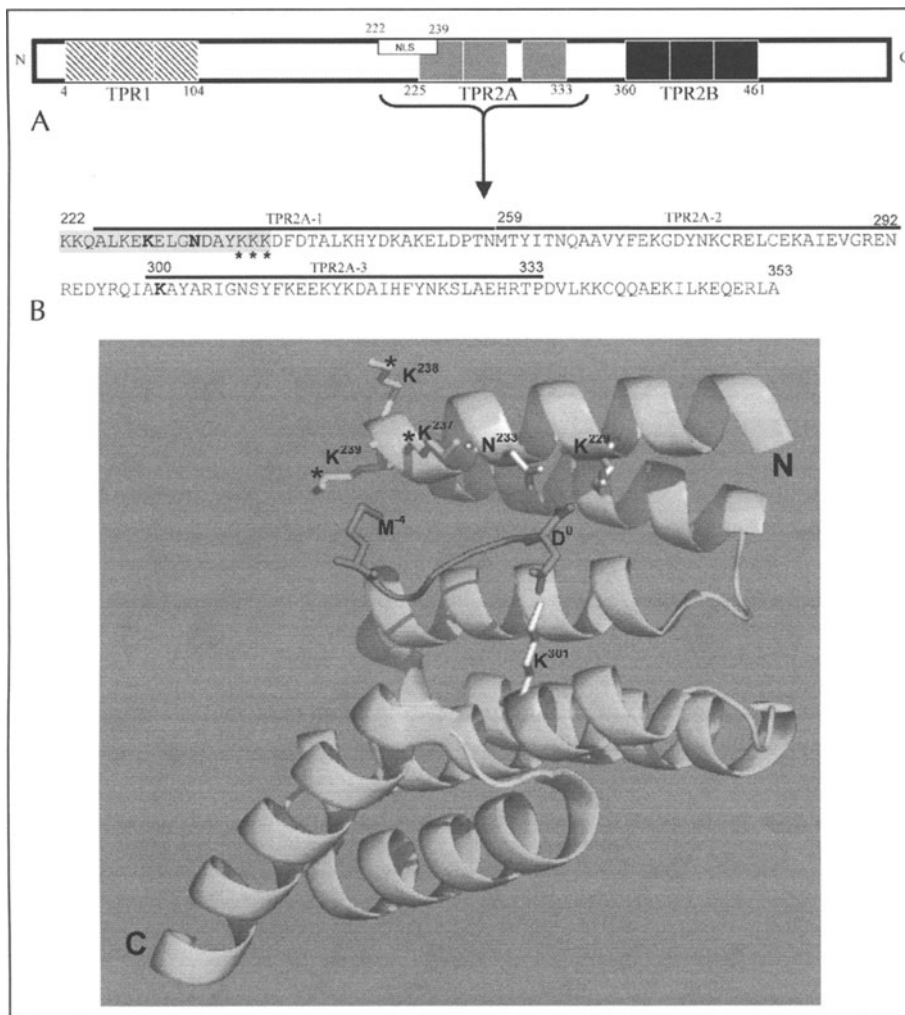 222 239
N NLS C
4 TPR1 104 225 TPR2A 333 360 TPR2B 461
A
222 TPR2A-1 259 TPR2A-2 292
KKQALKEKELGNDAYKKKDFDTALKHYDKAKELDPTNMTYITNQAAVYFEKGDYNKCRELCEKAIEVGREN
* * *
300 TPR2A-3 333 353
REDYRQIAKAYARIGNSYFKEEKYKDAIHFYNKSLAEHRTPDVLKKCQQAEKILKEQERLA
B
* K238
* K237
N233
K229
K239
*
N
M-4
D0
K301
C